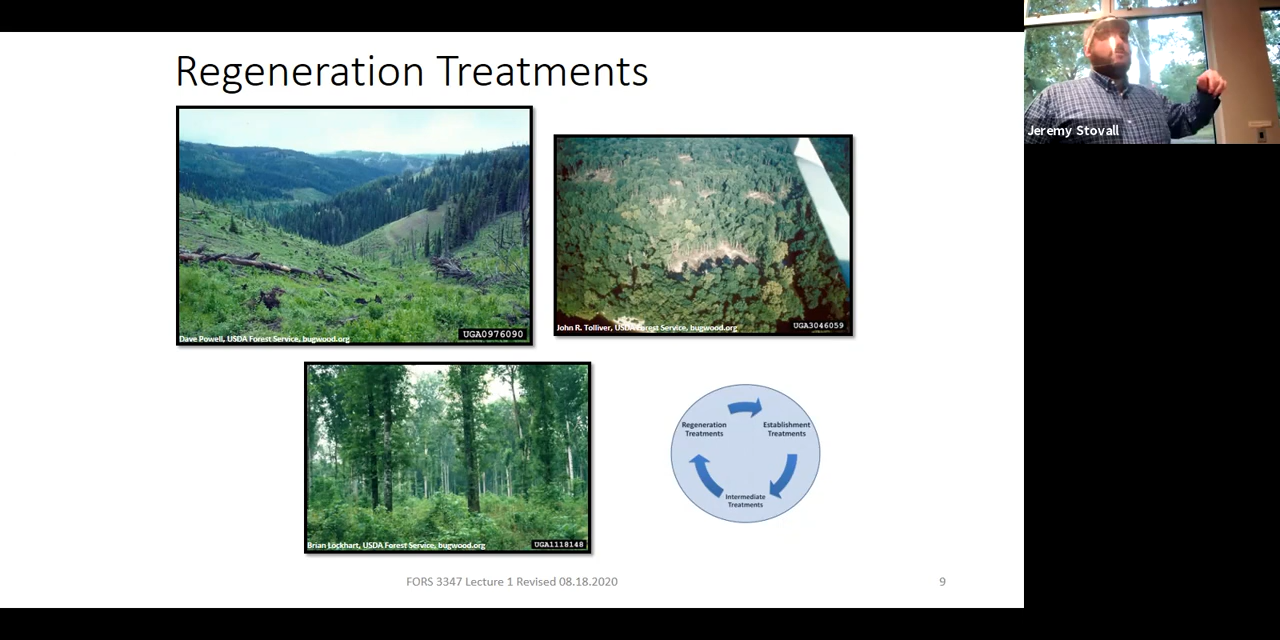 Regeneration Treatments
Jeremy Stovall
UGA0976090
Dave Powell, USDA Forest Service, bugwood.org
John R. Tolliver, USDA Forest Service, bugwood.org
UGA3046059
Brian Lockhart, USDA Forest Service, bugwood.org
UGA1118148
Regeneration
Treatments
Establishment
Treatments
Intermediate
Treatments
FORS 3347 Lecture 1 Revised 08.18.2020
9